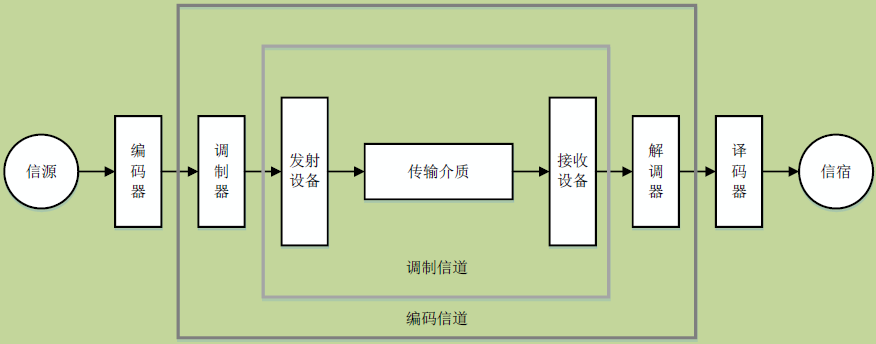 信源
编
码
器
调
制
器
发射
设备
传输介质
接收
设备
解
调
器
译
码
器
信宿
调制信道
编码信道